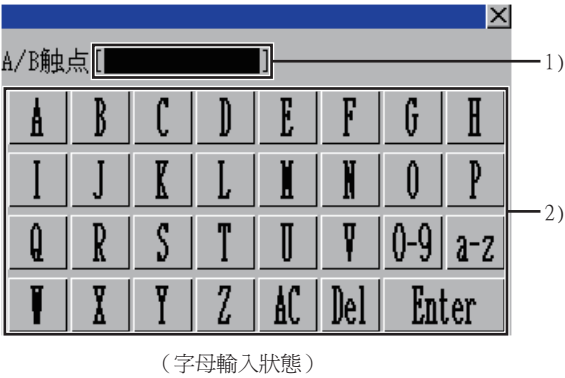 ×
A/B触点[ ] 1)
A B C D E F G H
I J K L M N O P
2)
Q R S T U V 0-9 a-z
W X Y Z AC Del Enter
（字母輸入狀態）